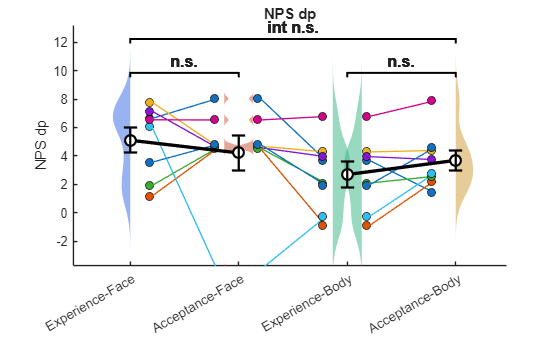 NPS dp
int n.s.
n.s.
n.s.
NPS dp
12
10
8
6
4
2
0
-2
Experience-Face
Acceptance-Face
Experience-Body
Acceptance-Body